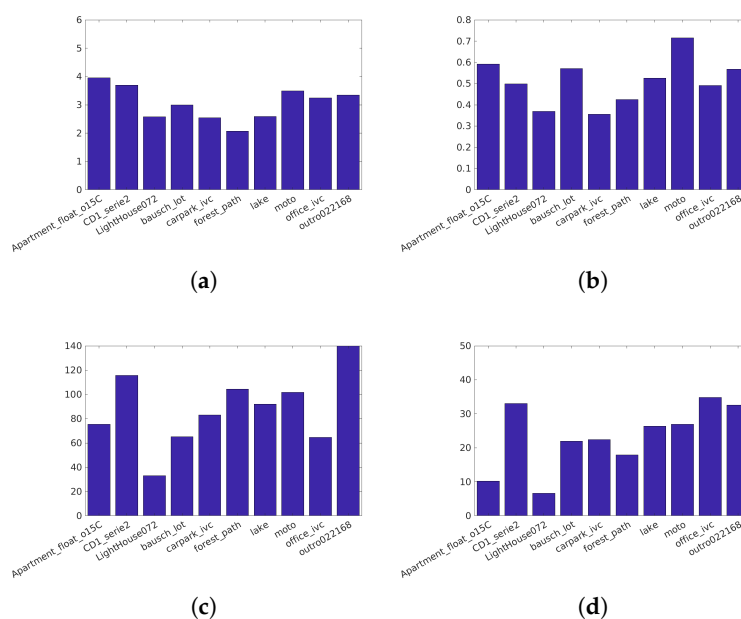 6
5
4
3
2
1
0
Apartment_float_o15C
CD1_serie2
LightHouse072
bausch_lot
carpark_ivc
forest_path
lake
moto
office_ivc
outro022168
(a)
0.8
0.7
0.6
0.5
0.4
0.3
0.2
0.1
0
Apartment_float_o15C
CD1_serie2
LightHouse072
bausch_lot
carpark_ivc
forest_path
lake
moto
office_ivc
outro022168
(b)
140
120
100
80
60
40
20
0
Apartment_float_o15C
CD1_serie2
LightHouse072
bausch_lot
carpark_ivc
forest_path
lake
moto
office_ivc
outro022168
(c)
50
40
30
20
10
0
Apartment_float_o15C
CD1_serie2
LightHouse072
bausch_lot
carpark_ivc
forest_path
lake
moto
office_ivc
outro022168
(d)